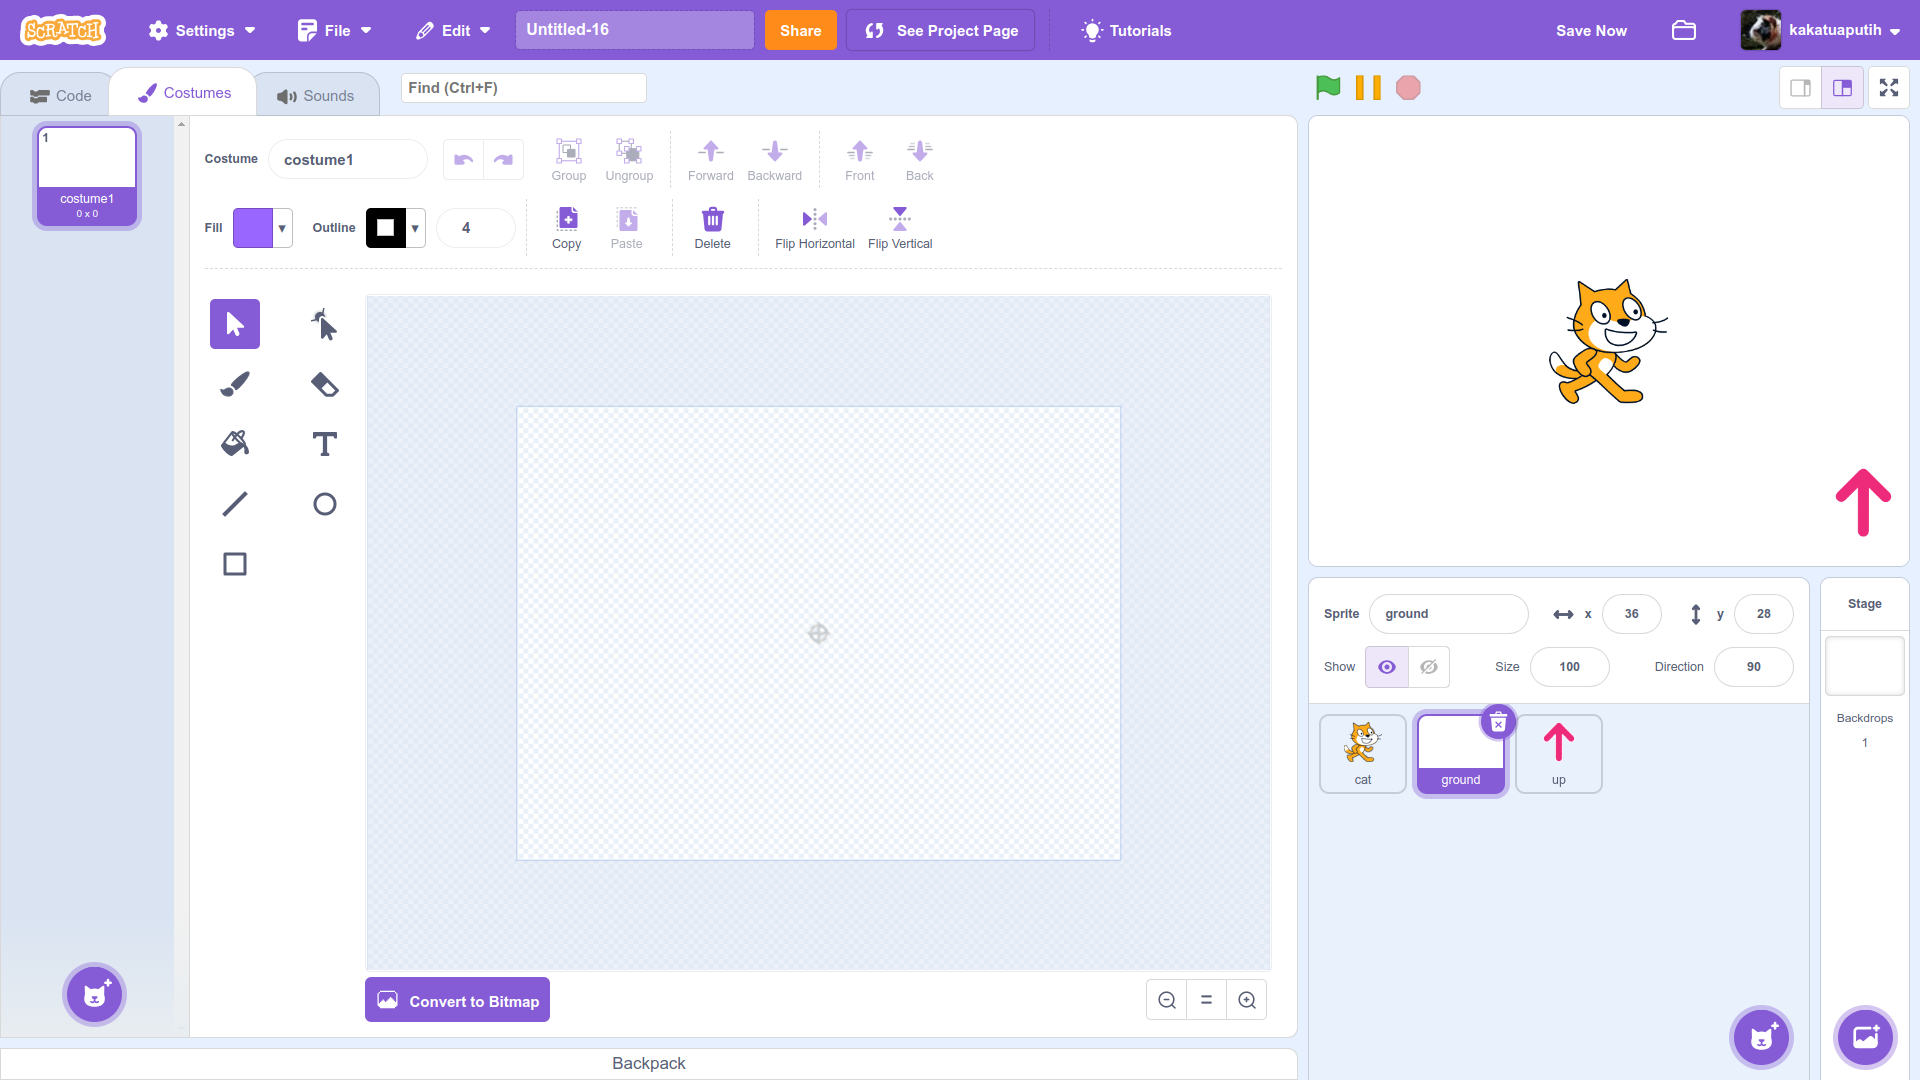 SCRATCH
Settings
File
Edit
Untitled-16
Share
See Project Page
Tutorials
Save Now
kakatuaputih
Code
Costumes
Sounds
Find (Ctrl+F)
1
costume1
0 x 0
Costume
costume1
Group
Ungroup
Forward
Backward
Front
Back
Fill
Outline
4
Copy
Paste
Delete
Flip Horizontal
Flip Vertical
T
Convert to Bitmap
Backpack
Sprite
ground
x
36
y
28
Show
Size
100
Direction
90
cat
ground
up
Stage
Backdrops
1